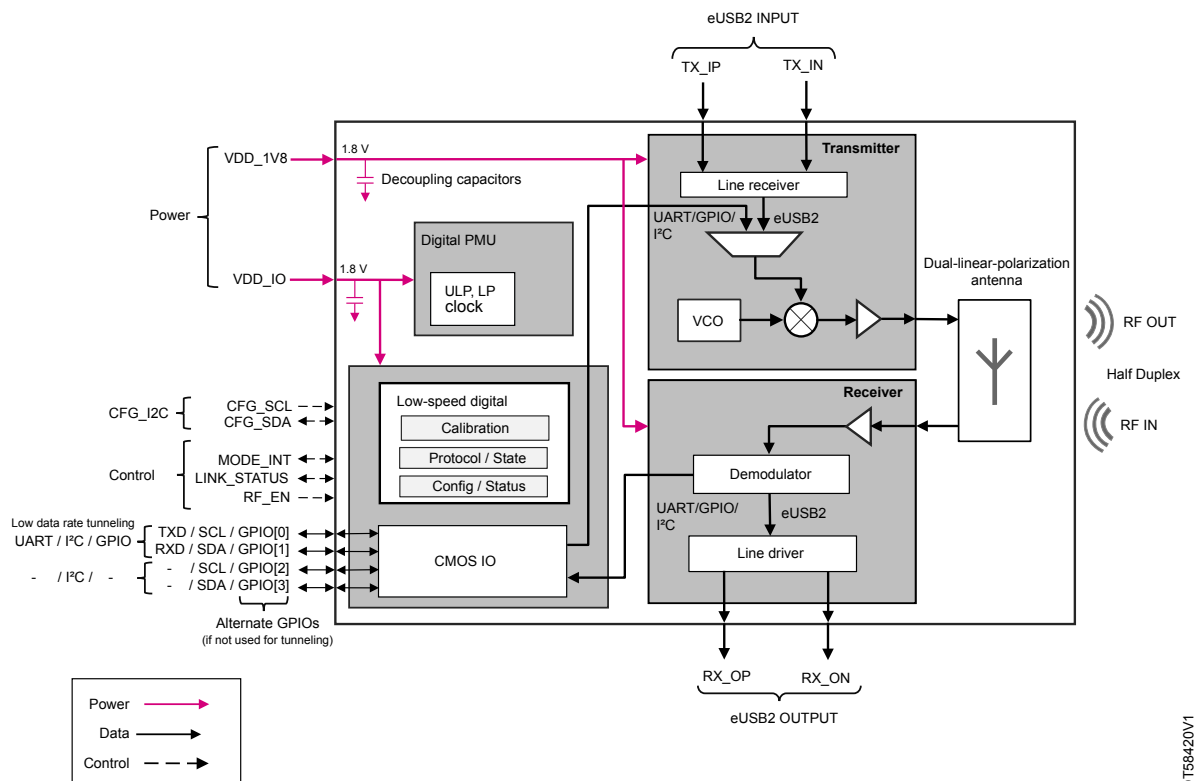 eUSB2 INPUT
TX_IP
TX_IN
Transmitter
VDD_1V8
1.8 V
Decoupling capacitors
Line receiver
Power
UART/GPIO/
I²C
eUSB2
Digital PMU
ULP, LP
clock
VDD_IO
1.8 V
VCO
Dual-linear-polarization
antenna
RF OUT
Half Duplex
RF IN
Receiver
CFG_I2C
CFG_SCL
CFG_SDA
Low-speed digital
Calibration
Protocol / State
Config / Status
Control
MODE_INT
LINK_STATUS
RF_EN
Demodulator
UART/GPIO/
I²C
eUSB2
Line driver
Low data rate tunneling
UART / I²C / GPIO
TXD / SCL / GPIO[0]
RXD / SDA / GPIO[1]
- / I²C / -
- / SCL / GPIO[2]
- / SDA / GPIO[3]
CMOS IO
Alternate GPIOs
(if not used for tunneling)
RX_OP
RX_ON
eUSB2 OUTPUT
Power
Data
Control